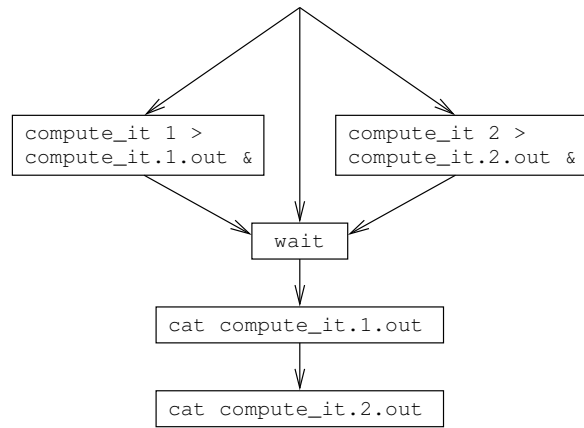 compute_it 1 >
compute_it.1.out &
compute_it 2 >
compute_it.2.out &
wait
cat compute_it.1.out
cat compute_it.2.out